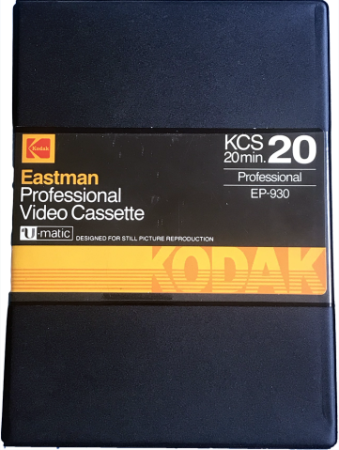 Kodak
Eastman
Professional
Video Cassette
U-matic DESIGNED FOR STILL PICTURE REPRODUCTION
KCS 20
20min.
Professional
EP-930
KODAK